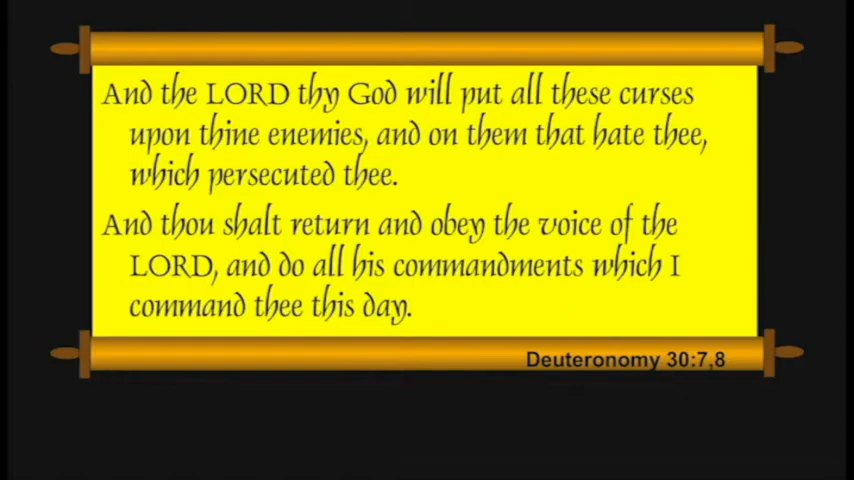 And the LORD thy God will put all these curses
upon thine enemies, and on them that hate thee,
which persecuted thee.
And thou shalt return and obey the voice of the
LORD, and do all his commandments which I
command thee this day.
Deuteronomy 30:7,8